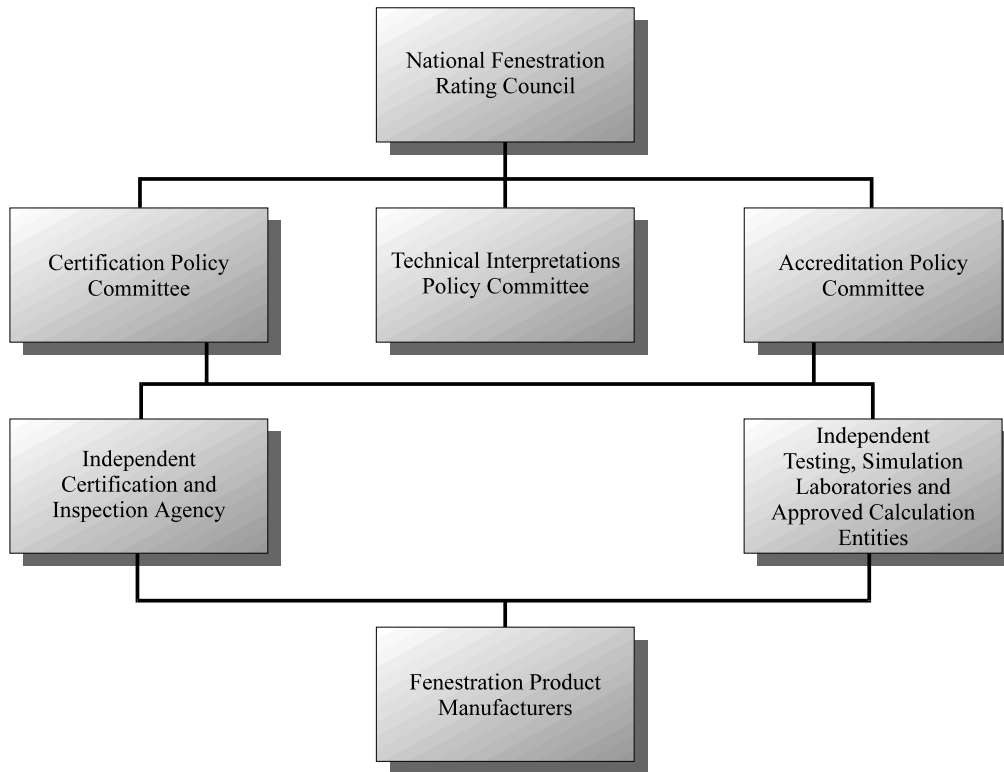 National Fenestration
Rating Council
Certification Policy
Committee
Technical Interpretations
Policy Committee
Accreditation Policy
Committee
Independent
Certification and
Inspection Agency
Independent
Testing, Simulation
Laboratories and
Approved Calculation
Entities
Fenestration Product
Manufacturers